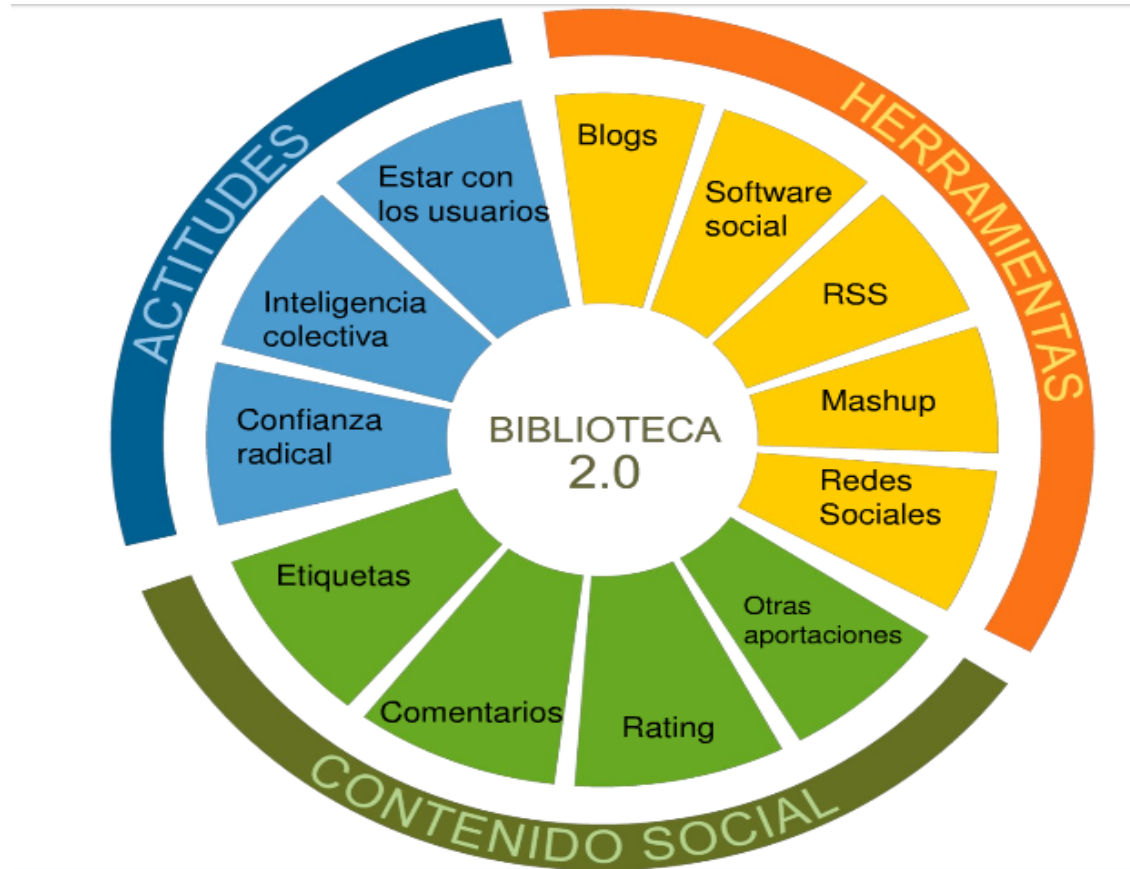 ACTITUDES
Estar con
los usuarios
Inteligencia
colectiva
Confianza
radical
HERRAMIENTAS
Blogs
Software
social
RSS
Mashup
Redes
Sociales
BIBLIOTECA
2.0
CONTENIDO SOCIAL
Etiquetas
Comentarios
Rating
Otras
aportaciones